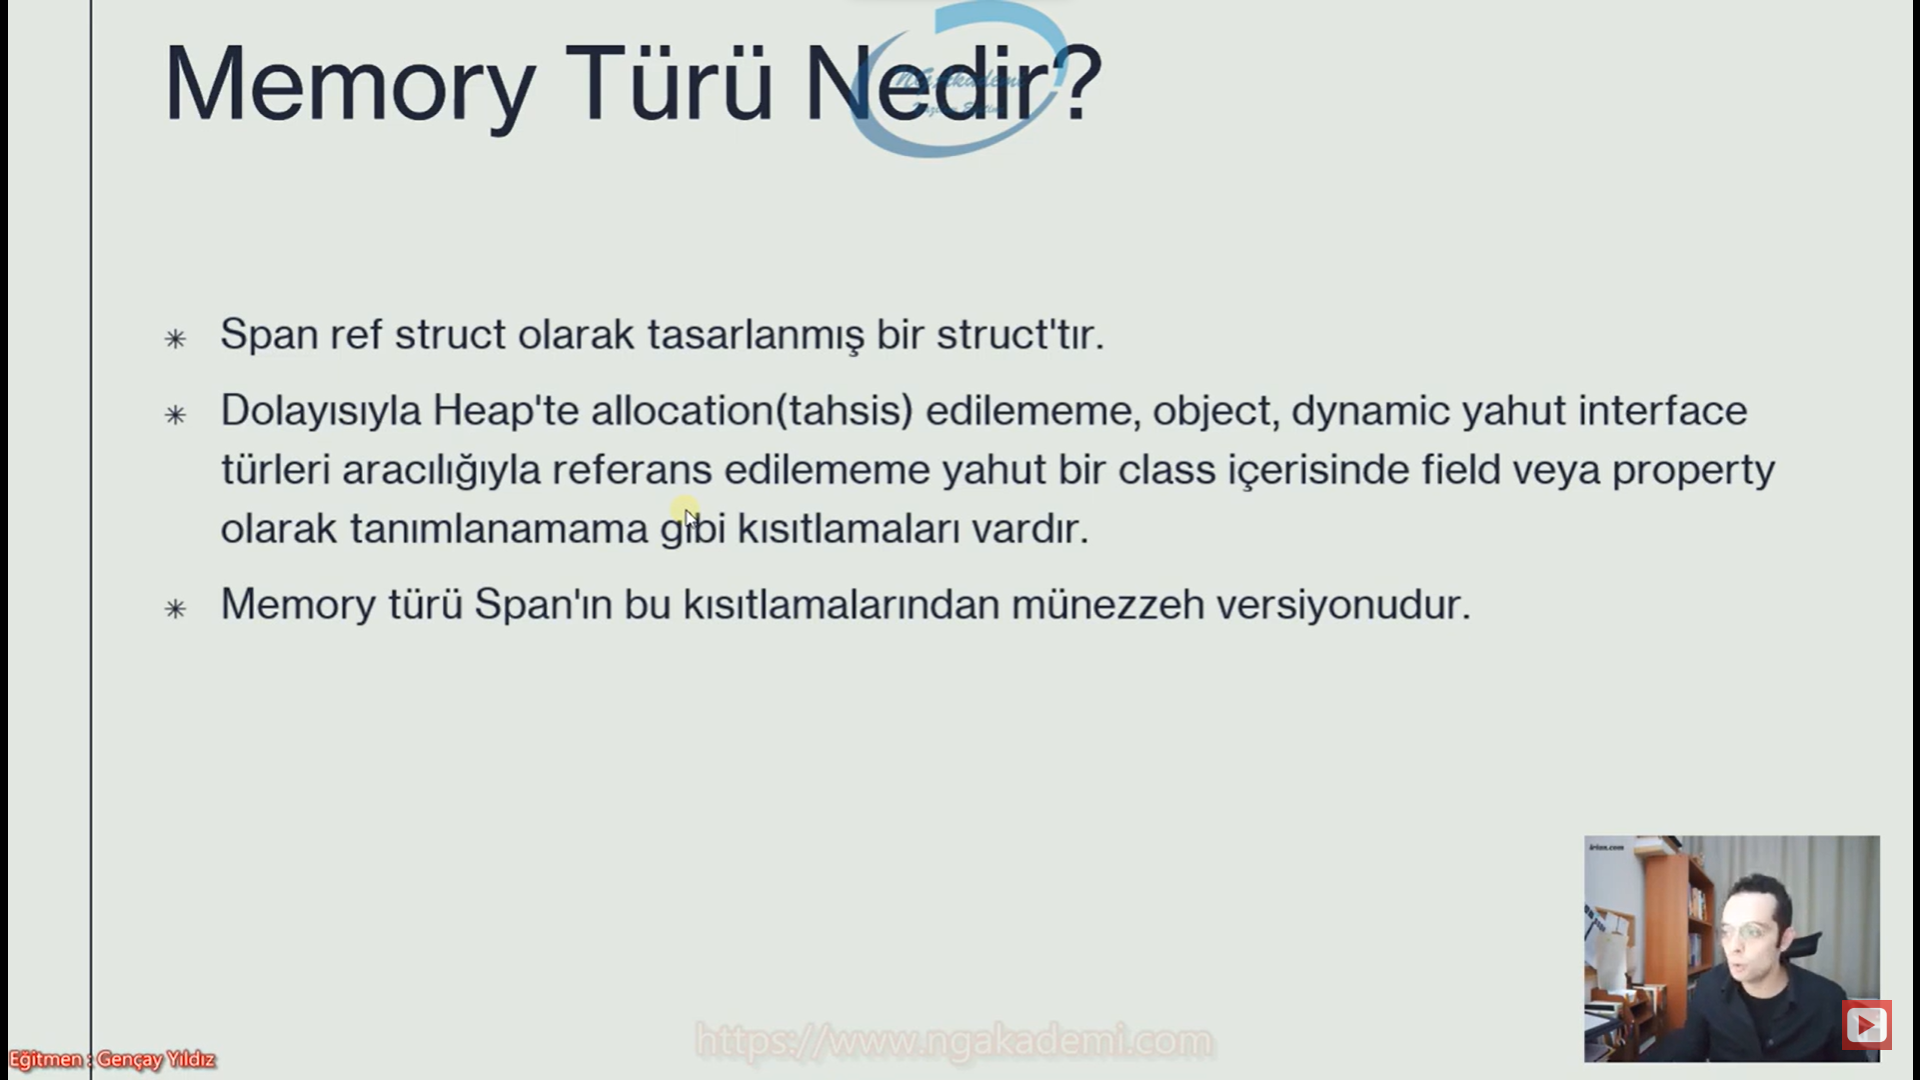 Memory Türü Nedir?
Span ref struct olarak tasarlanmış bir struct'tır.
Dolayısıyla Heap'te allocation(tahsis) edilememe, object, dynamic yahut interface
türleri aracılığıyla referans edilememe yahut bir class içerisinde field veya property
olarak tanımlanamama gibi kısıtlamaları vardır.
Memory türü Span'ın bu kısıtlamalarından münezzeh versiyonudur.
https://www.ngakademi.com
Eğitmen : Gençay Yıldız